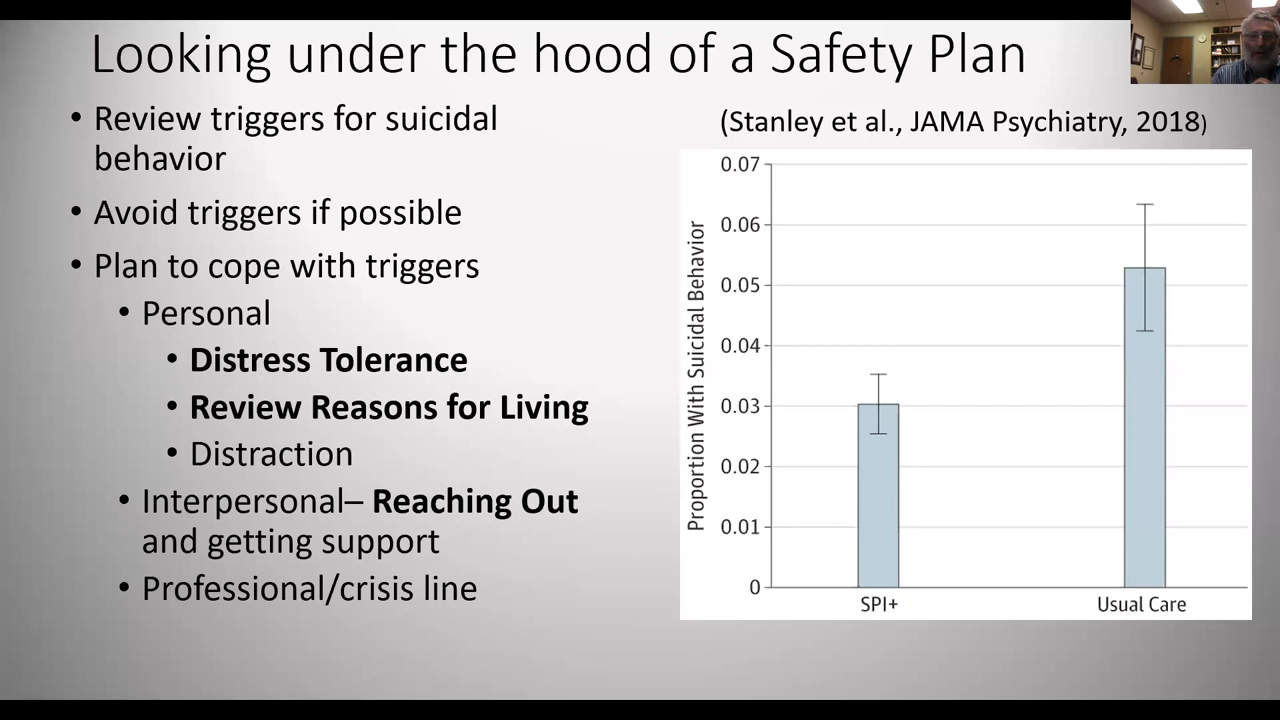 Looking under the hood of a Safety Plan
• Review triggers for suicidal
behavior
• Avoid triggers if possible
• Plan to cope with triggers
• Personal
• Distress Tolerance
• Review Reasons for Living
• Distraction
• Interpersonal– Reaching Out
and getting support
• Professional/crisis line
(Stanley et al., JAMA Psychiatry, 2018)
Proportion With Suicidal Behavior
0.07
0.06
0.05
0.04
0.03
0.02
0.01
0
SPI+ Usual Care